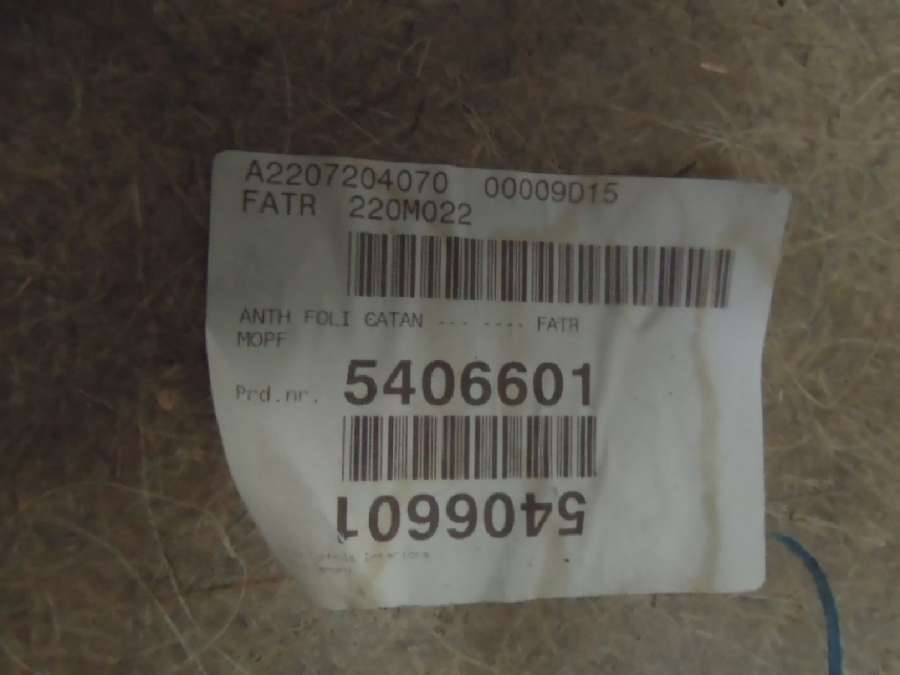 A2207204070 00009D15
FATR 220M022
ANTH FOLI CATAN --- ---- FATR
MOPF
Prd.nr. 5406601
5406601